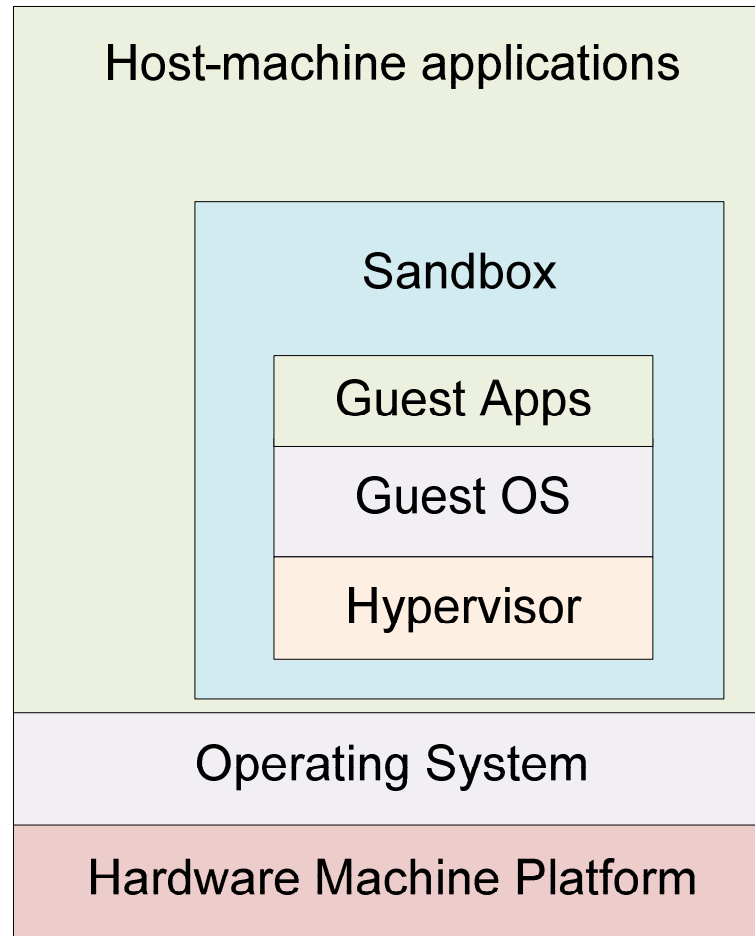 Host-machine applications
Sandbox
Guest Apps
Guest OS
Hypervisor
Operating System
Hardware Machine Platform